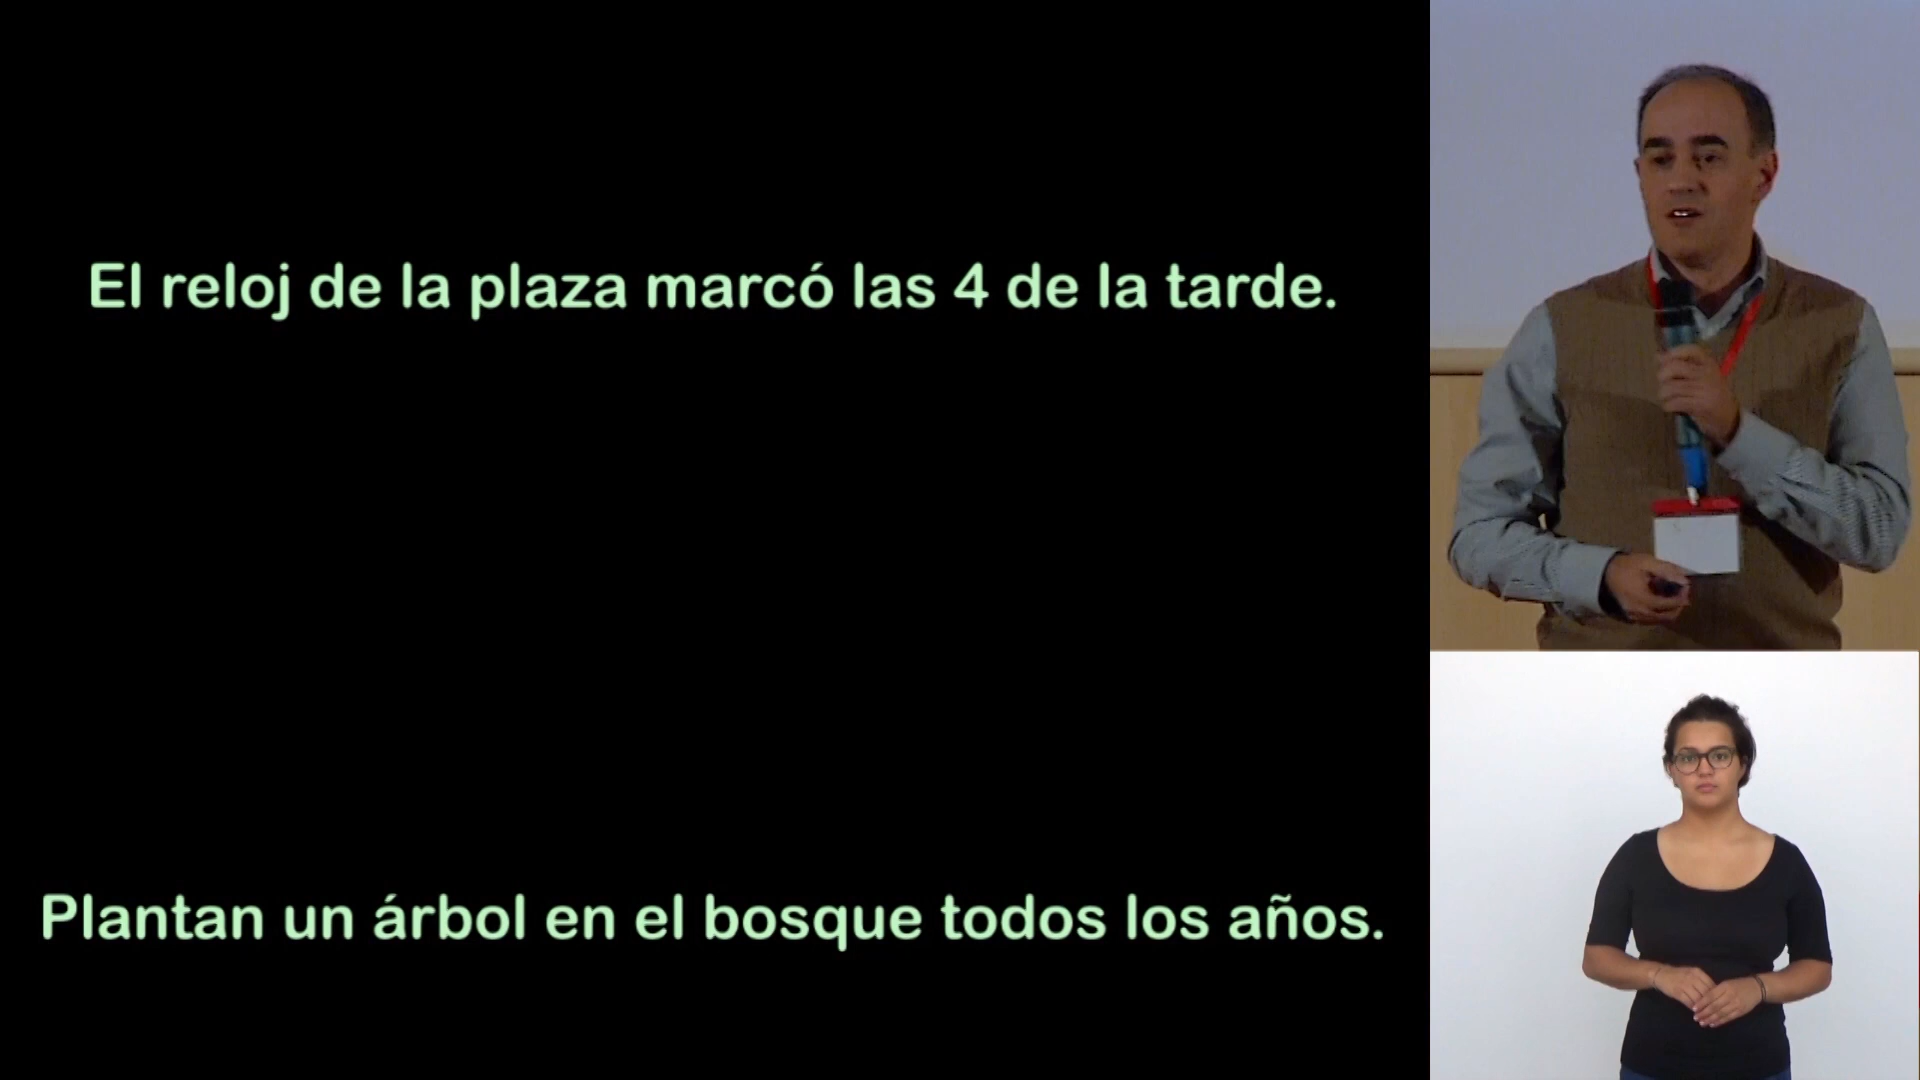 El reloj de la plaza marcó las 4 de la tarde.
Plantan un árbol en el bosque todos los años.